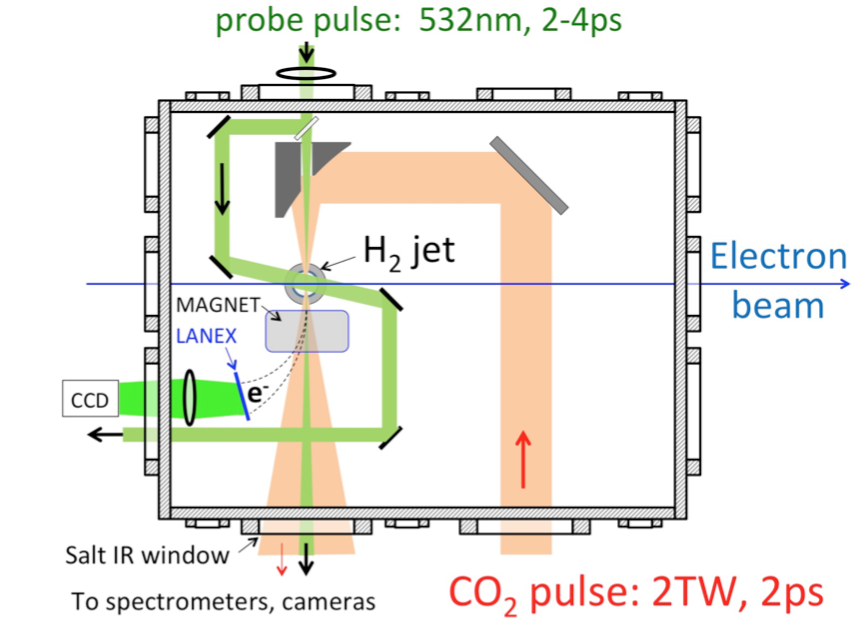 probe pulse: 532nm, 2-4ps
H₂ jet
Electron
beam
MAGNET
LANEX
e⁻
CCD
Salt IR window
To spectrometers, cameras
CO₂ pulse: 2TW, 2ps